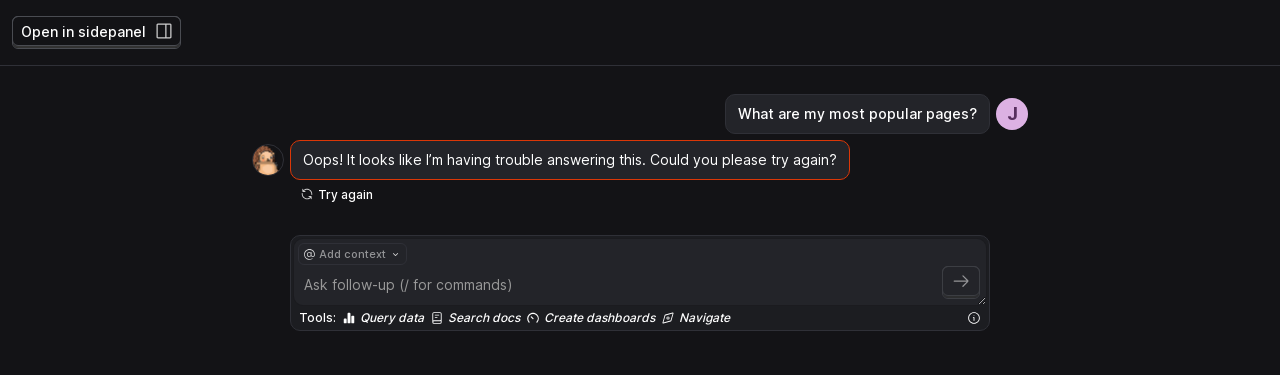 Open in sidepanel
What are my most popular pages?
J
Oops! It looks like I’m having trouble answering this. Could you please try again?
Try again
@ Add context
Ask follow-up (/ for commands)
Tools: Query data Search docs Create dashboards Navigate